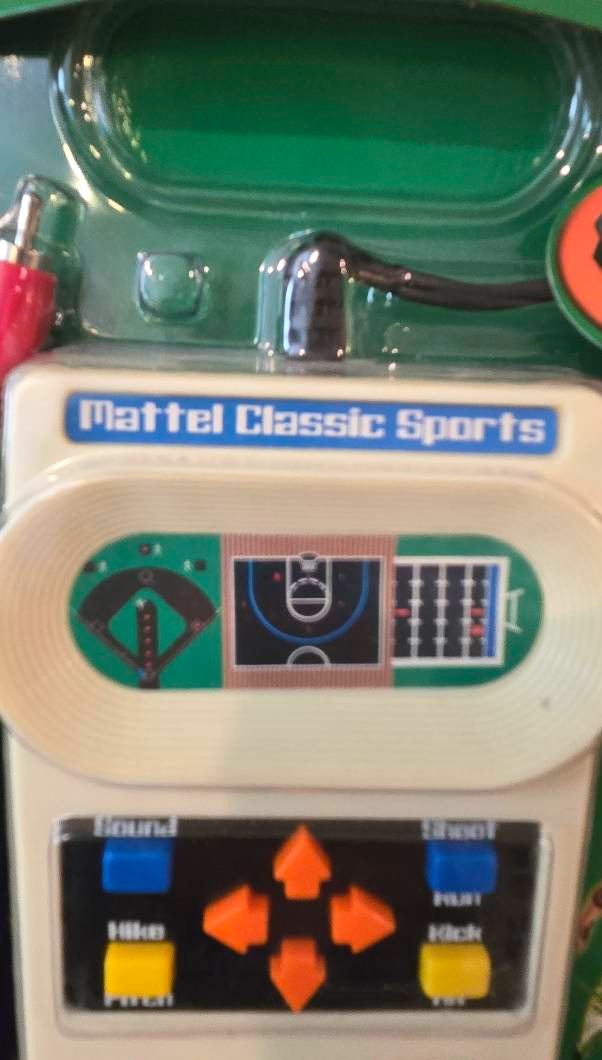 Mattel Classic Sports
Sound
Shoot
Run
Hike
Kick
Pitch